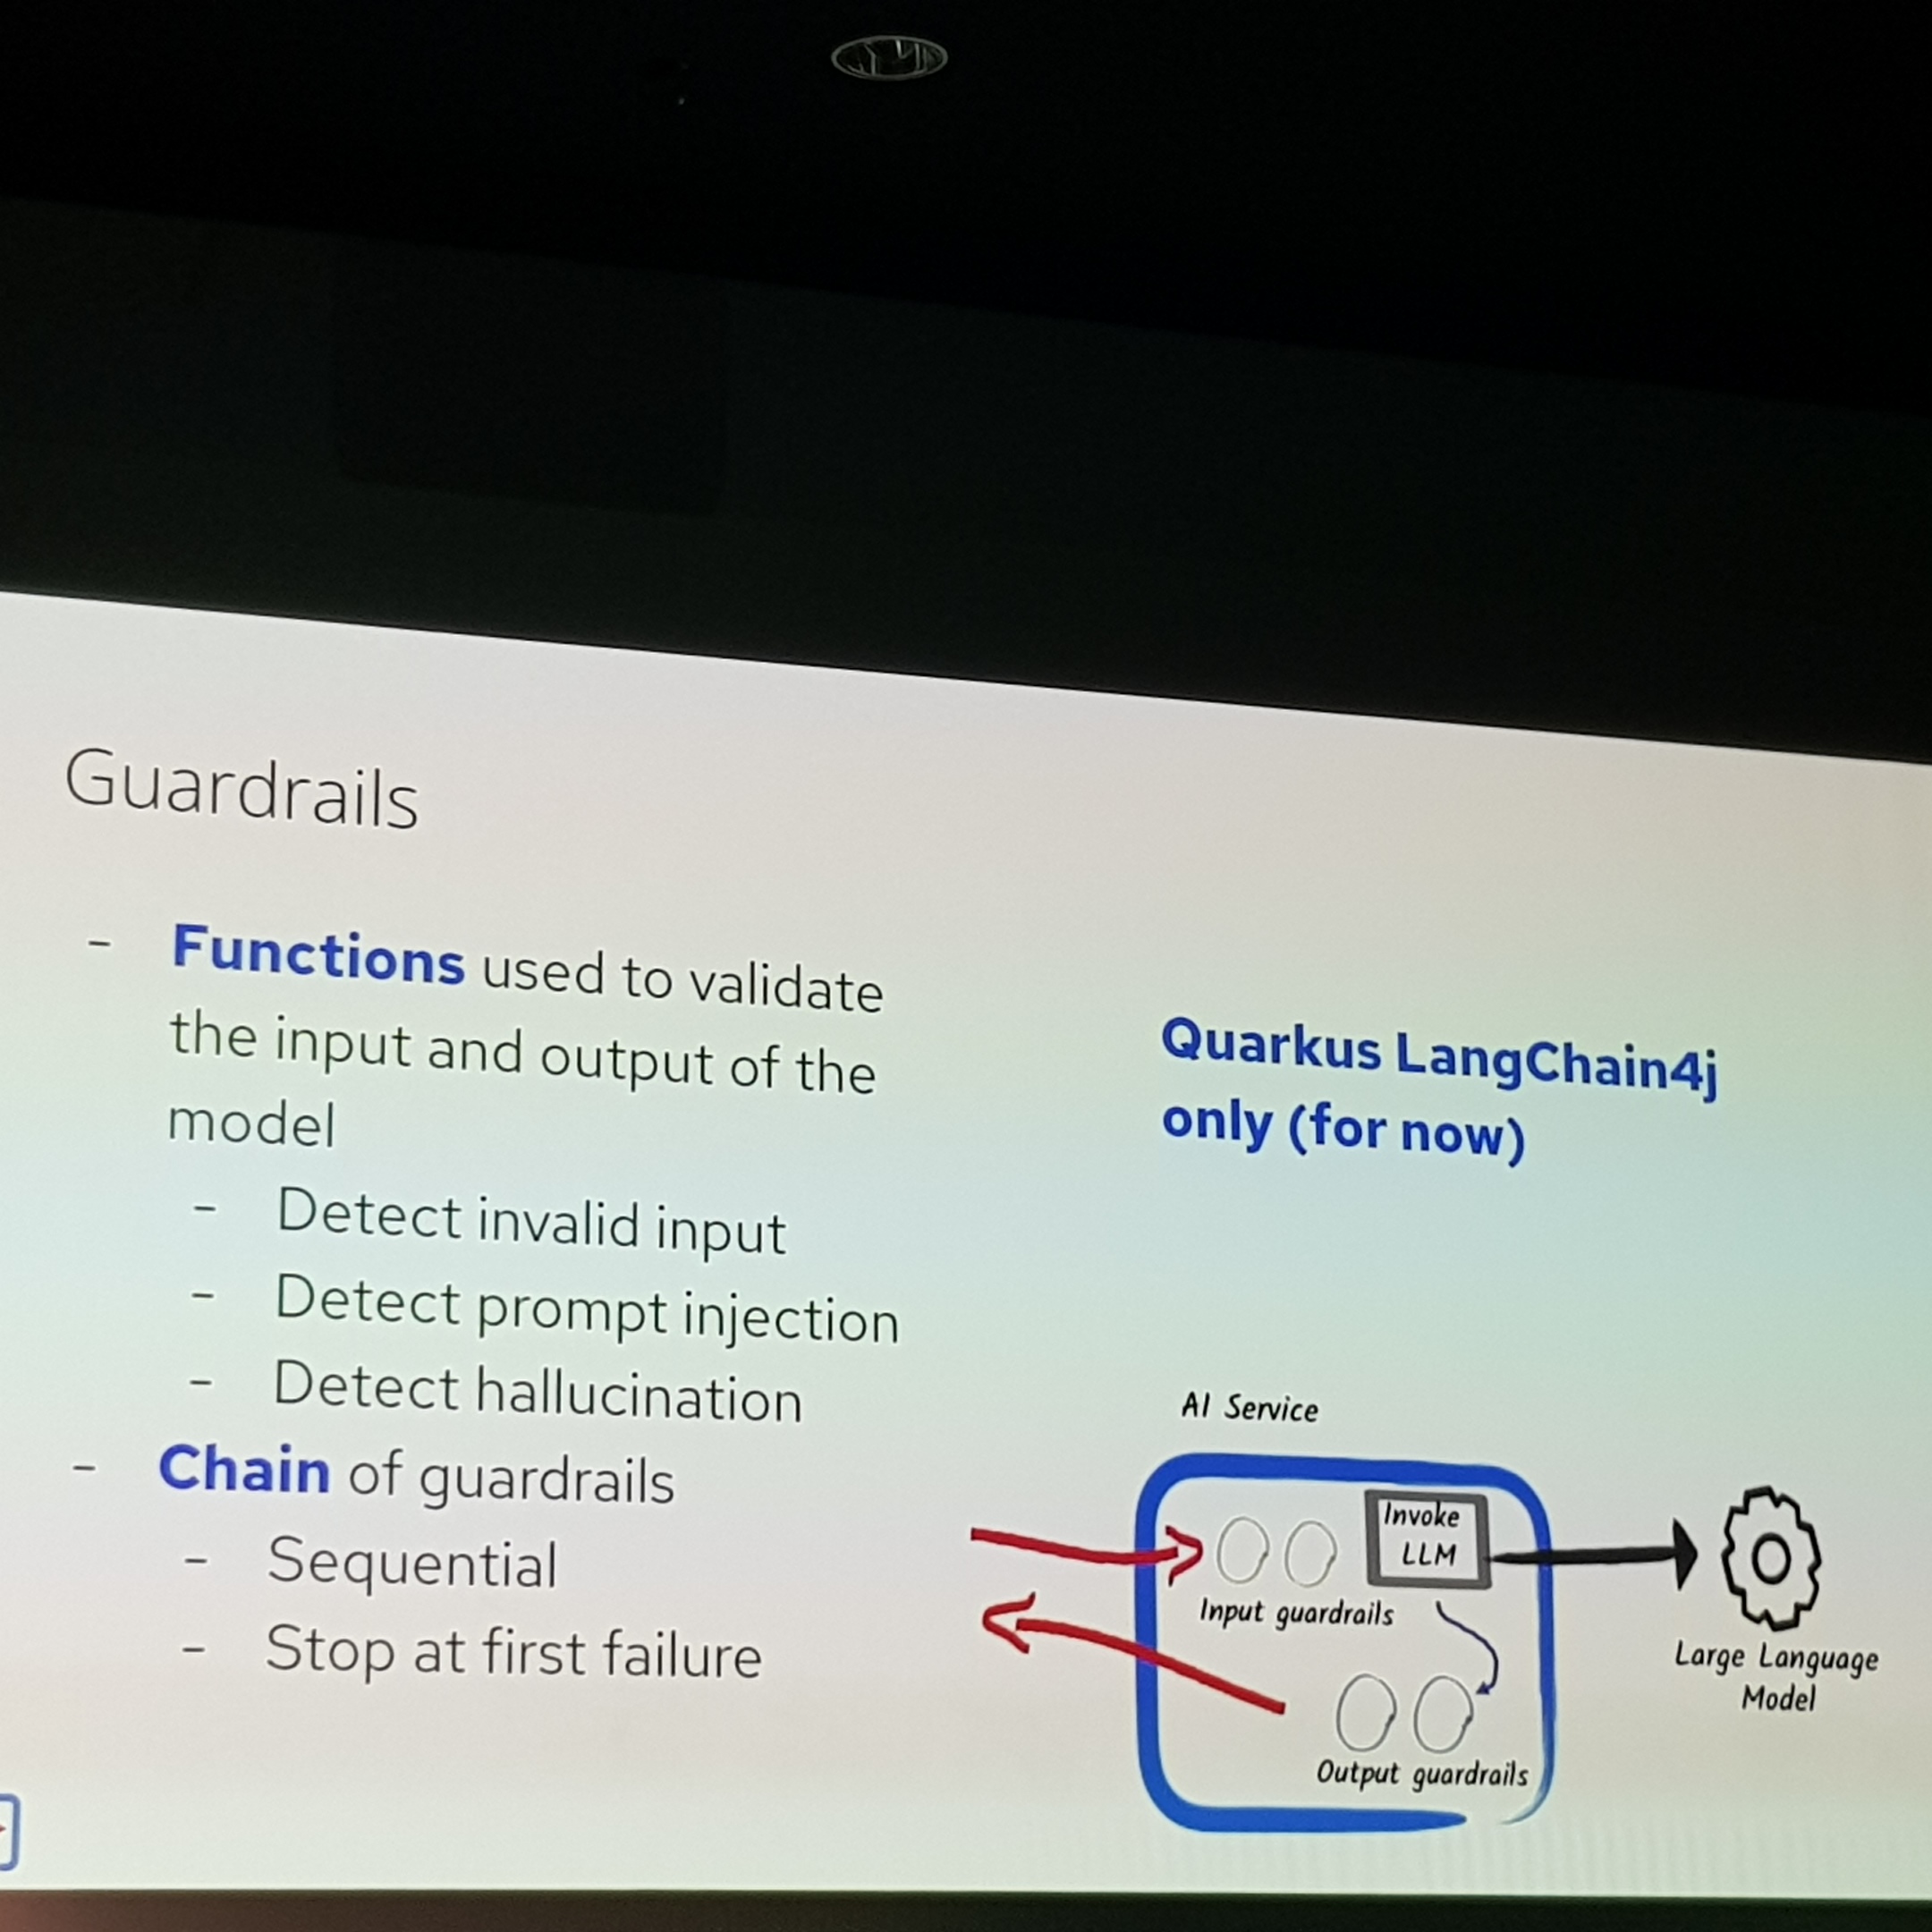 Guardrails
- Functions used to validate
the input and output of the
model
- Detect invalid input
- Detect prompt injection
- Detect hallucination
- Chain of guardrails
- Sequential
- Stop at first failure
Quarkus LangChain4j
only (for now)
AI Service
Invoke
LLM
Input guardrails
Output guardrails
Large Language
Model